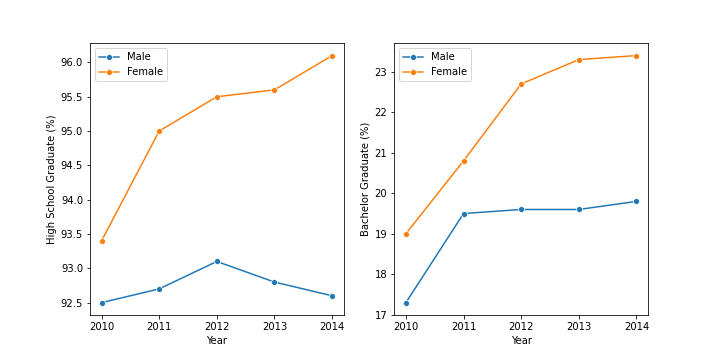 Male
Female
High School Graduate (%)
96.0
95.5
95.0
94.5
94.0
93.5
93.0
92.5
2010 2011 2012 2013 2014
Year
Male
Female
Bachelor Graduate (%)
23
22
21
20
19
18
17
2010 2011 2012 2013 2014
Year